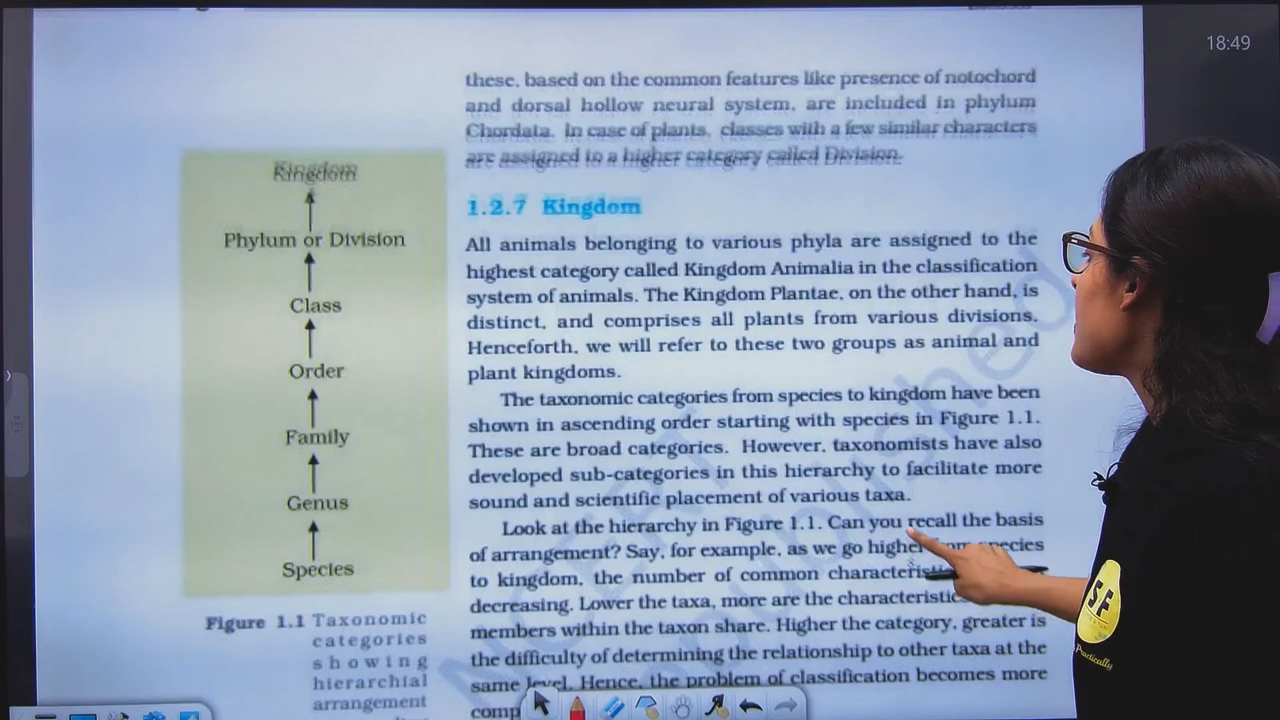 18:49
these, based on the common features like presence of notochord
and dorsal hollow neural system, are included in phylum
Chordata. In case of plants, classes with a few similar characters
are assigned to a higher category called Division.
Kingdom
Phylum or Division
Class
Order
Family
Genus
Species
Figure 1.1 Taxonomic
categories
showing
hierarchial
arrangement
1.2.7 Kingdom
All animals belonging to various phyla are assigned to the
highest category called Kingdom Animalia in the classification
system of animals. The Kingdom Plantae, on the other hand, is
distinct, and comprises all plants from various divisions.
Henceforth, we will refer to these two groups as animal and
plant kingdoms.
The taxonomic categories from species to kingdom have been
shown in ascending order starting with species in Figure 1.1.
These are broad categories. However, taxonomists have also
developed sub-categories in this hierarchy to facilitate more
sound and scientific placement of various taxa.
Look at the hierarchy in Figure 1.1. Can you recall the basis
of arrangement? Say, for example, as we go higher species
to kingdom, the number of common
decreasing. Lower the taxa, more are the
members within the taxon share. Higher the category, greater is
the difficulty of determining the relationship to other taxa at the
same level. Hence, the problem of classification becomes more
NCERT
republished
SF
Practically